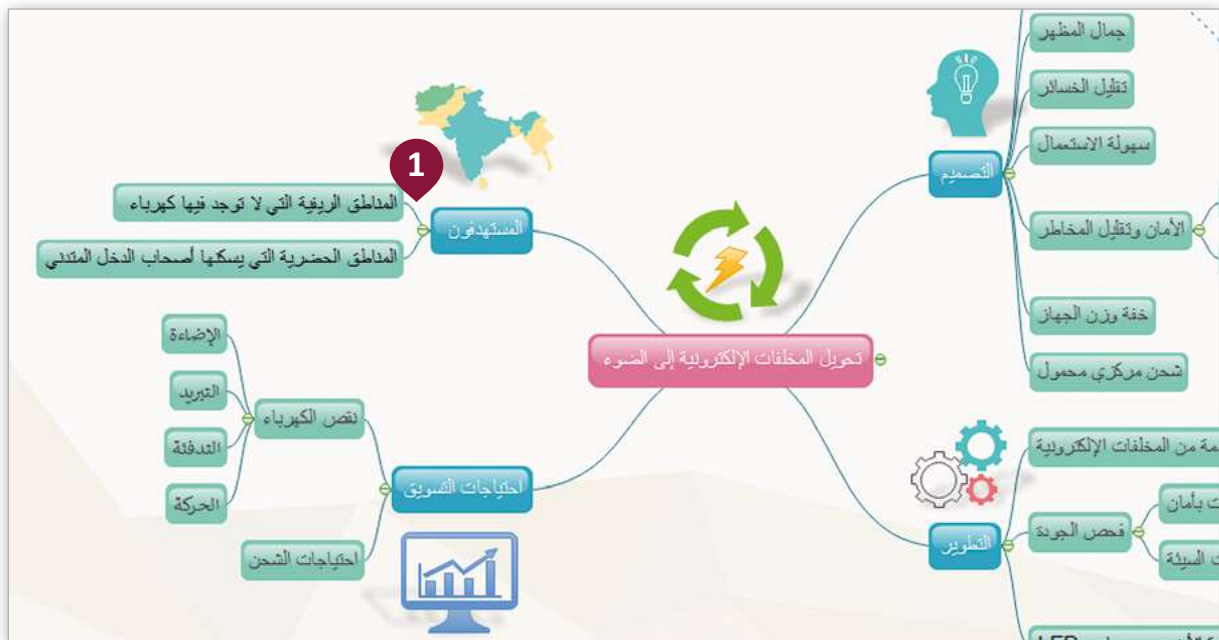 جمال المظهر
تقليل الخسائر
سهولة الاستعمال
التصميم
الأمان وتقليل المخاطر
خفة وزن الجهاز
شحن مركزي محمول
1
المناطق الريفية التي لا توجد فيها كهرباء
المستهدفون
المناطق الحضرية التي يسكنها أصحاب الدخل المتدني
تحويل المخلفات الإلكترونية إلى الضوء
الإضاءة
التبريد
نقص الكهرباء
التدفئة
الحركة
احتياجات التسويق
احتياجات الشحن
من المخلفات الإلكترونية
بأمان
فحص الجودة
السيئة
التطوير
LED